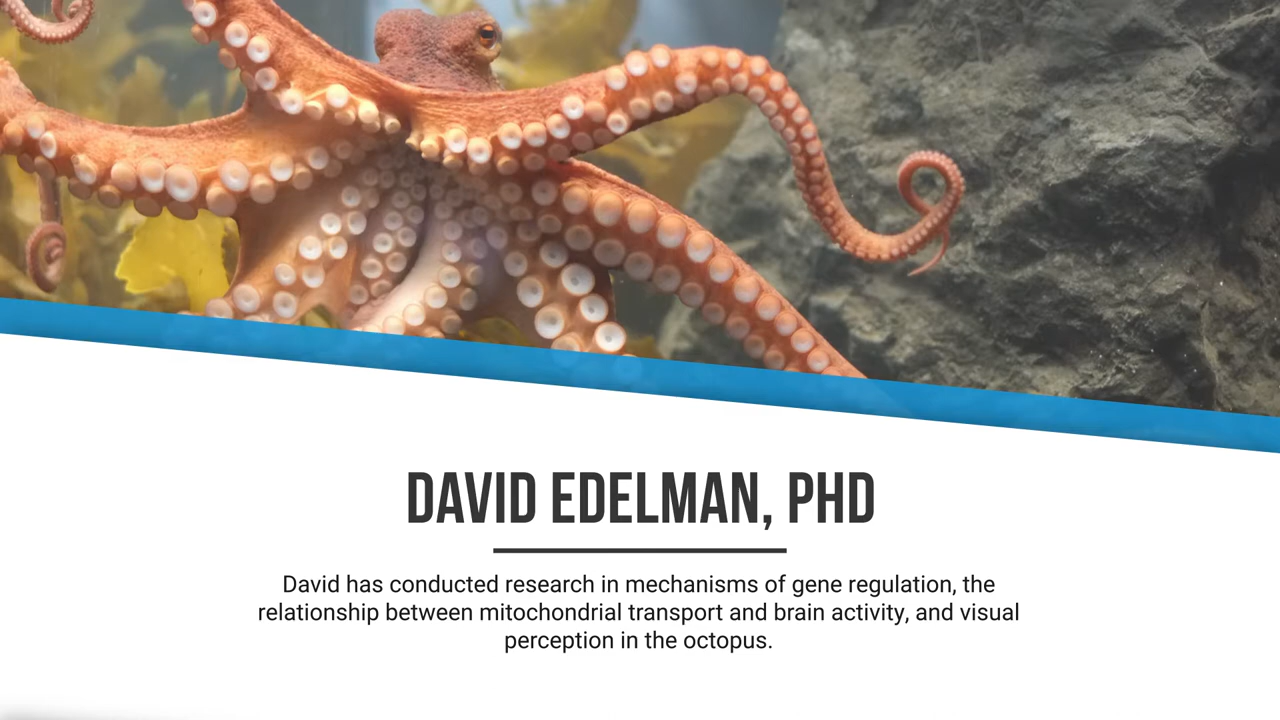 DAVID EDELMAN, PHD
David has conducted research in mechanisms of gene regulation, the
relationship between mitochondrial transport and brain activity, and visual
perception in the octopus.